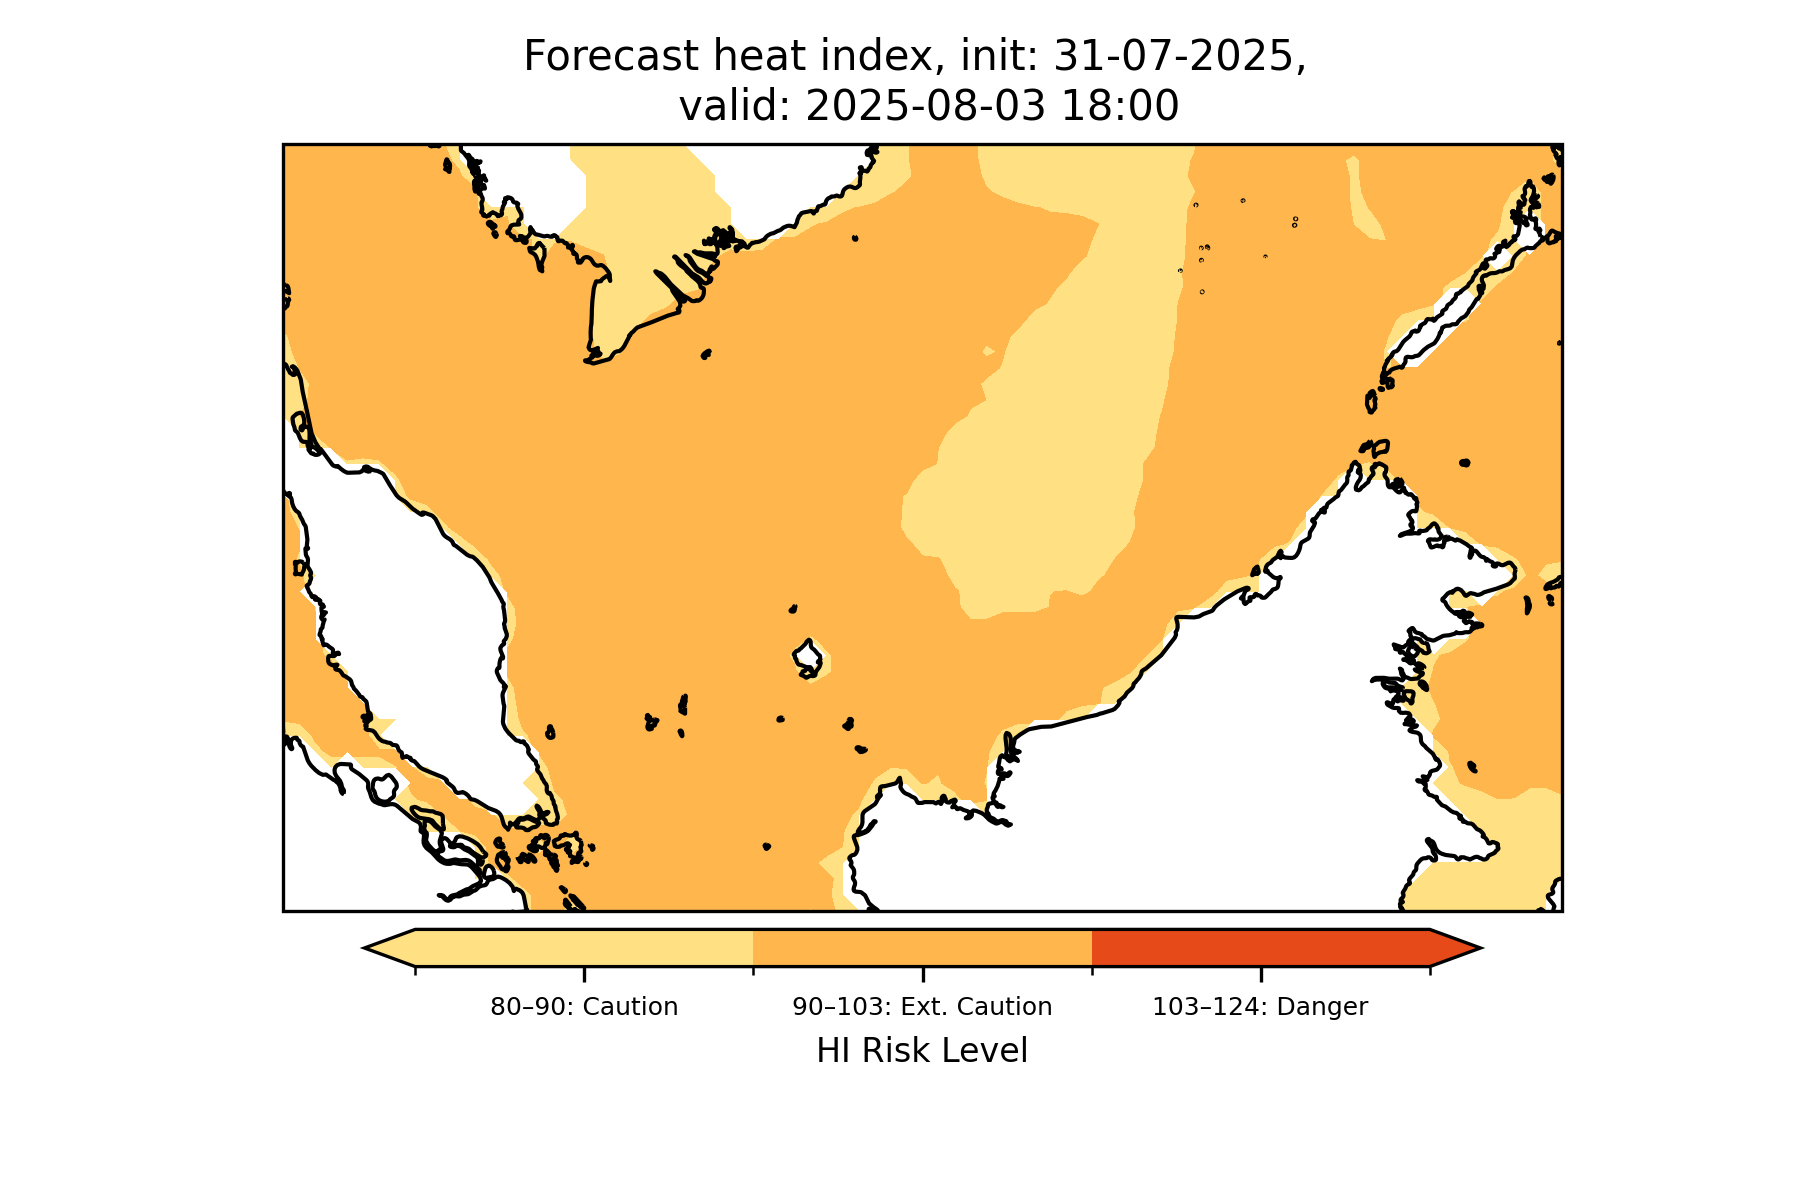 Forecast heat index, init: 31-07-2025,
valid: 2025-08-03 18:00
80–90: Caution
90–103: Ext. Caution
103–124: Danger
HI Risk Level